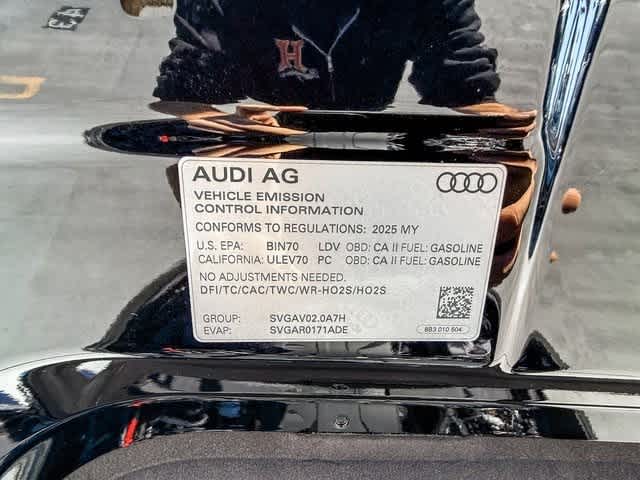 H
AUDI AG
VEHICLE EMISSION
CONTROL INFORMATION
CONFORMS TO REGULATIONS: 2025 MY
U.S. EPA: BIN70 LDV OBD: CA II FUEL: GASOLINE
CALIFORNIA: ULEV70 PC OBD: CA II FUEL: GASOLINE
NO ADJUSTMENTS NEEDED.
DFI/TC/CAC/TWC/WR-HO2S/HO2S
GROUP: SVGAV02.0A7H
EVAP: SVGAR0171ADE
8B3 010 504